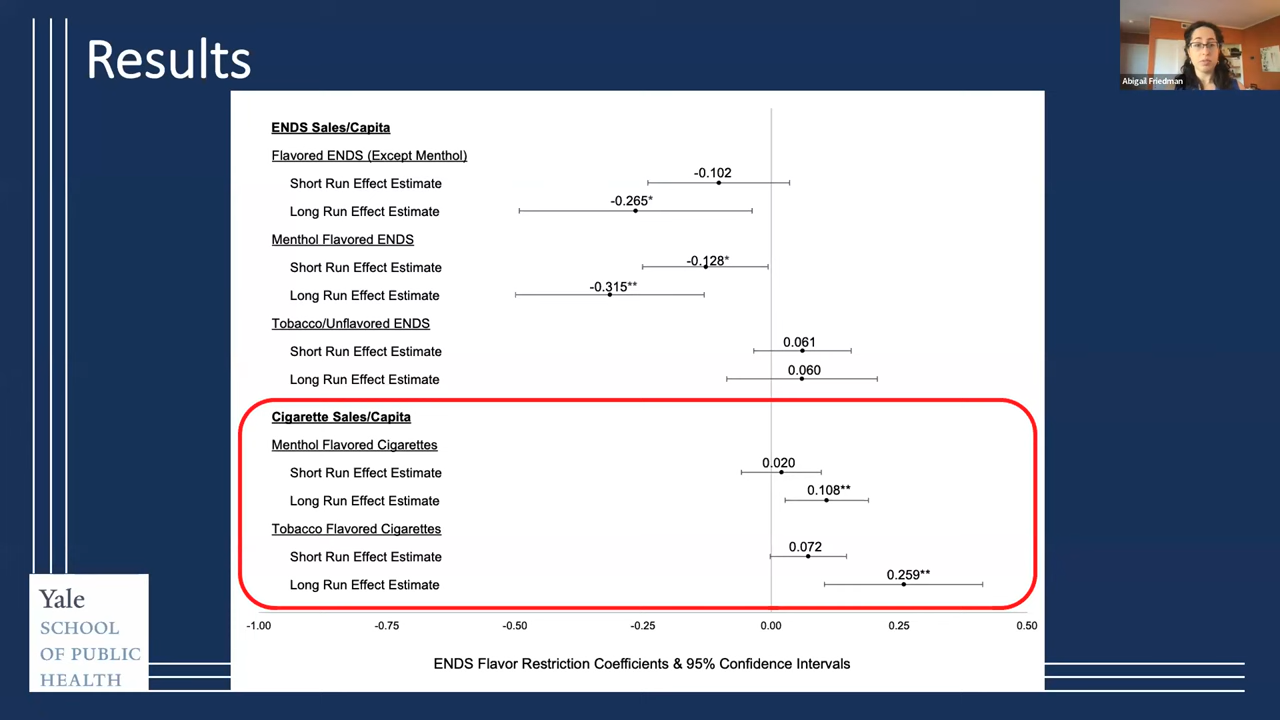 Results
Abigail Friedman
ENDS Sales/Capita
Flavored ENDS (Except Menthol)
Short Run Effect Estimate
-0.102
Long Run Effect Estimate
-0.265*
Menthol Flavored ENDS
Short Run Effect Estimate
-0.128*
Long Run Effect Estimate
-0.315**
Tobacco/Unflavored ENDS
Short Run Effect Estimate
0.061
Long Run Effect Estimate
0.060
Cigarette Sales/Capita
Menthol Flavored Cigarettes
Short Run Effect Estimate
0.020
Long Run Effect Estimate
0.108**
Tobacco Flavored Cigarettes
Short Run Effect Estimate
0.072
Long Run Effect Estimate
0.259**
-1.00 -0.75 -0.50 -0.25 0.00 0.25 0.50
ENDS Flavor Restriction Coefficients & 95% Confidence Intervals
Yale
SCHOOL
OF PUBLIC
HEALTH